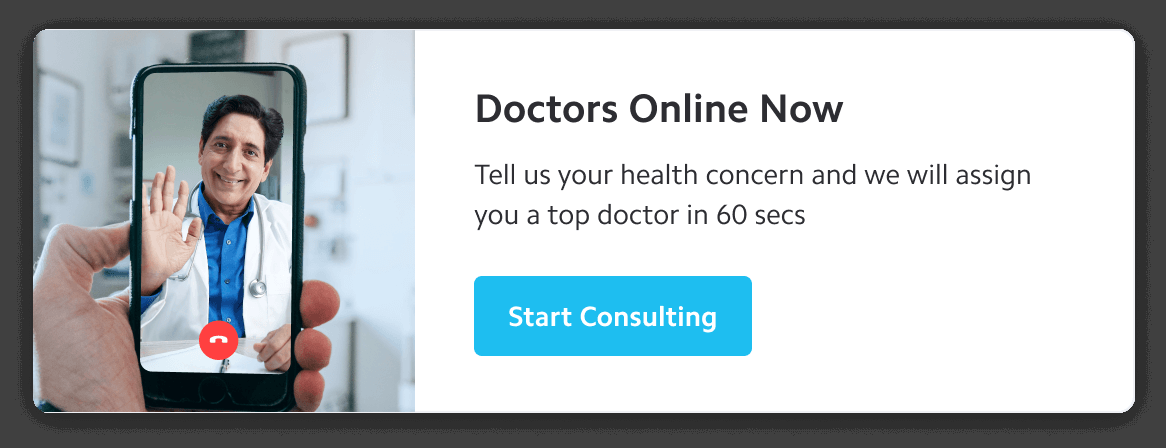 Doctors Online Now
Tell us your health concern and we will assign
you a top doctor in 60 secs
Start Consulting